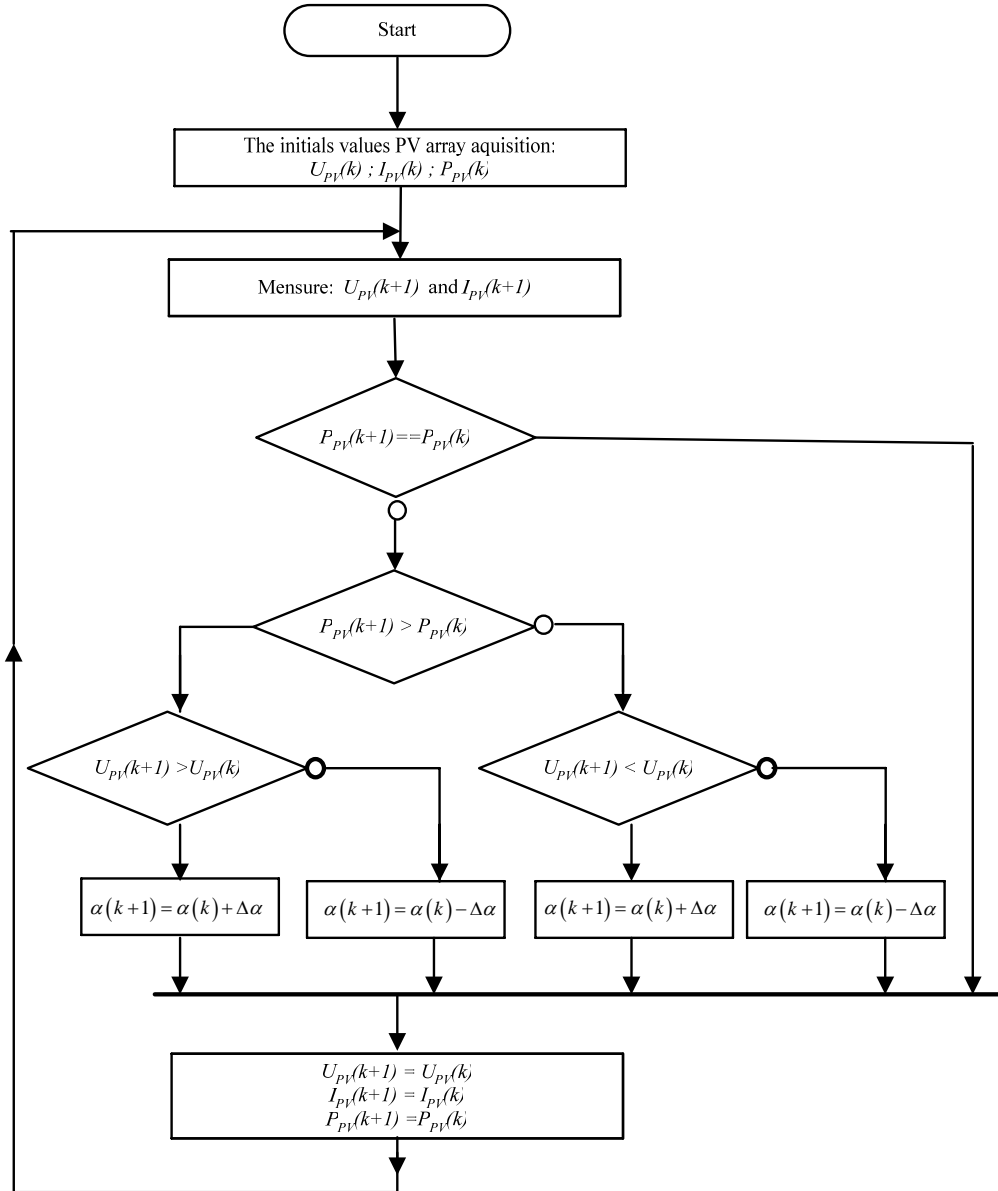 Start
The initials values PV array aquisition:
U_PV(k) ; I_PV(k) ; P_PV(k)
Mensure: U_PV(k+1) and I_PV(k+1)
P_PV(k+1)==P_PV(k)
P_PV(k+1) > P_PV(k)
U_PV(k+1) >U_PV(k)
U_PV(k+1) < U_PV(k)
α(k+1)=α(k)+Δα
α(k+1)=α(k)−Δα
α(k+1)=α(k)+Δα
α(k+1)=α(k)−Δα
U_PV(k+1) = U_PV(k)
I_PV(k+1) = I_PV(k)
P_PV(k+1) =P_PV(k)